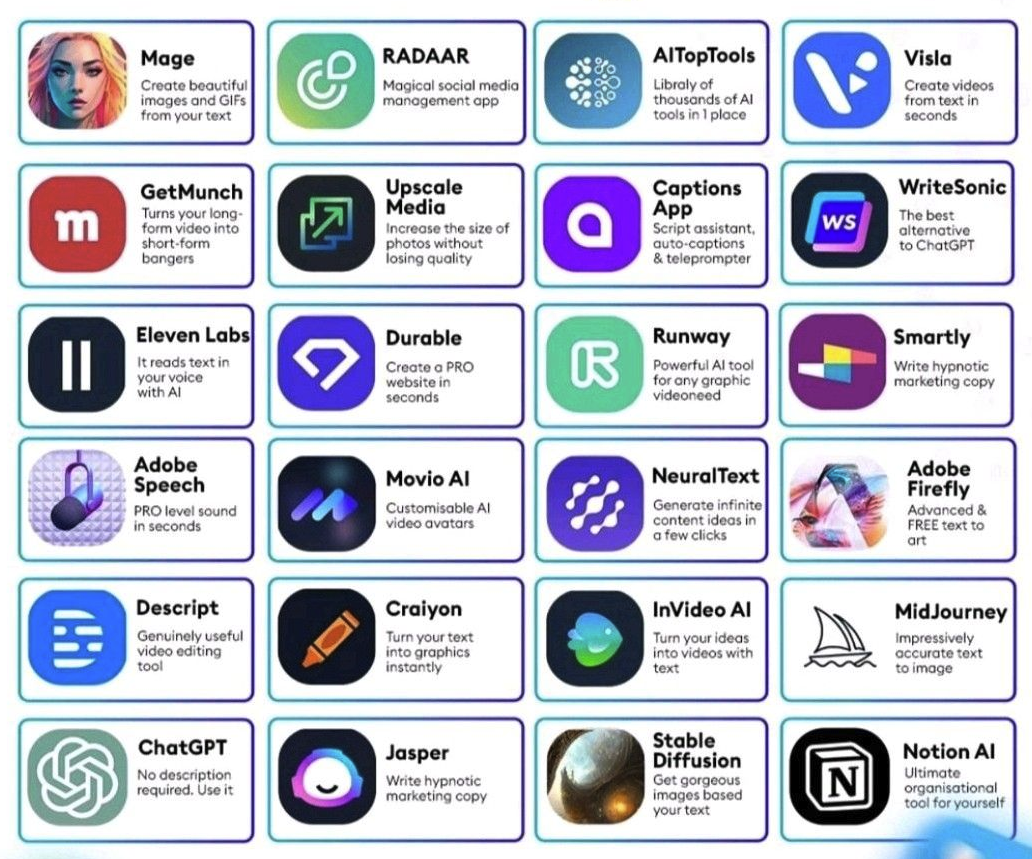 Mage
Create beautiful
images and GIFs
from your text
RADAAR
Magical social media
management app
AITopTools
Libraly of
thousands of AI
tools in 1 place
Visla
Create videos
from text in
seconds
m
GetMunch
Turns your long-
form video into
short-form
bangers
Upscale
Media
Increase the size of
photos without
losing quality
Captions
App
Script assistant,
auto-captions
& teleprompter
WS
WriteSonic
The best
alternative
to ChatGPT
Eleven Labs
It reads text in
your voice
with AI
Durable
Create a PRO
website in
seconds
R
Runway
Powerful AI tool
for any graphic
videoneed
Smartly
Write hypnotic
marketing copy
Adobe
Speech
PRO level sound
in seconds
Movio AI
Customisable AI
video avatars
NeuralText
Generate infinite
content ideas in
a few clicks
Adobe
Firefly
Advanced &
FREE text to
art
Descript
Genuinely useful
video editing
tool
Craiyon
Turn your text
into graphics
instantly
InVideo AI
Turn your ideas
into videos with
text
MidJourney
Impressively
accurate text
to image
ChatGPT
No description
required. Use it
Jasper
Write hypnotic
marketing copy
Stable
Diffusion
Get gorgeous
images based
your text
N
Notion AI
Ultimate
organisational
tool for yourself